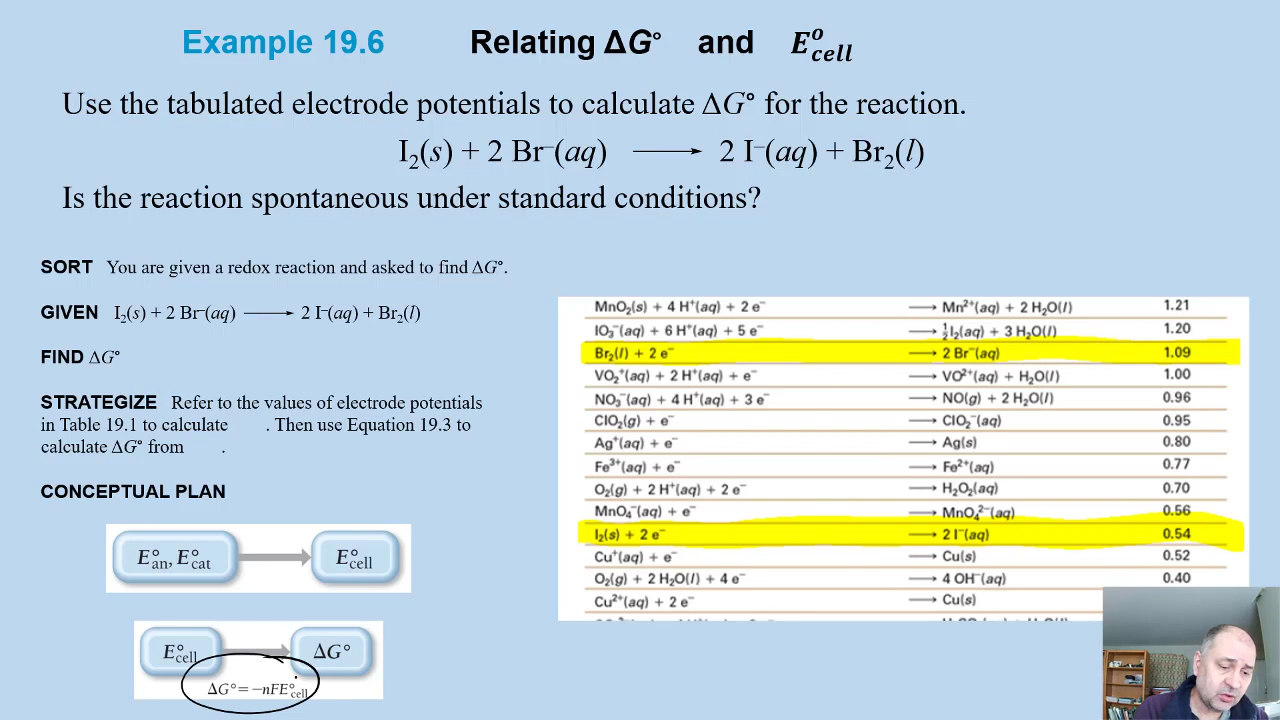 Example 19.6 Relating ΔG° and E°cell
Use the tabulated electrode potentials to calculate ΔG° for the reaction.
I₂(s) + 2 Br⁻(aq) ⟶ 2 I⁻(aq) + Br₂(l)
Is the reaction spontaneous under standard conditions?
SORT You are given a redox reaction and asked to find ΔG°.
GIVEN I₂(s) + 2 Br⁻(aq) ⟶ 2 I⁻(aq) + Br₂(l)
FIND ΔG°
STRATEGIZE Refer to the values of electrode potentials
in Table 19.1 to calculate . Then use Equation 19.3 to
calculate ΔG° from .
CONCEPTUAL PLAN
E°an, E°cat ⟶ E°cell
E°cell ⟶ ΔG°
ΔG° = −nFE°cell
MnO₂(s) + 4 H⁺(aq) + 2 e⁻ ⟶ Mn²⁺(aq) + 2 H₂O(l) 1.21
IO₃⁻(aq) + 6 H⁺(aq) + 5 e⁻ ⟶ ½I₂(aq) + 3 H₂O(l) 1.20
Br₂(l) + 2 e⁻ ⟶ 2 Br⁻(aq) 1.09
VO₂⁺(aq) + 2 H⁺(aq) + e⁻ ⟶ VO²⁺(aq) + H₂O(l) 1.00
NO₃⁻(aq) + 4 H⁺(aq) + 3 e⁻ ⟶ NO(g) + 2 H₂O(l) 0.96
ClO₂(g) + e⁻ ⟶ ClO₂⁻(aq) 0.95
Ag⁺(aq) + e⁻ ⟶ Ag(s) 0.80
Fe³⁺(aq) + e⁻ ⟶ Fe²⁺(aq) 0.77
O₂(g) + 2 H⁺(aq) + 2 e⁻ ⟶ H₂O₂(aq) 0.70
MnO₄⁻(aq) + e⁻ ⟶ MnO₄²⁻(aq) 0.56
I₂(s) + 2 e⁻ ⟶ 2 I⁻(aq) 0.54
Cu⁺(aq) + e⁻ ⟶ Cu(s) 0.52
O₂(g) + 2 H₂O(l) + 4 e⁻ ⟶ 4 OH⁻(aq) 0.40
Cu²⁺(aq) + 2 e⁻ ⟶ Cu(s)